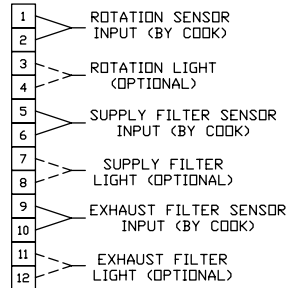 1
2
ROTATION SENSOR
INPUT (BY COOK)
3
4
ROTATION LIGHT
(OPTIONAL)
5
6
SUPPLY FILTER SENSOR
INPUT (BY COOK)
7
8
SUPPLY FILTER
LIGHT (OPTIONAL)
9
10
EXHAUST FILTER SENSOR
INPUT (BY COOK)
11
12
EXHAUST FILTER
LIGHT (OPTIONAL)